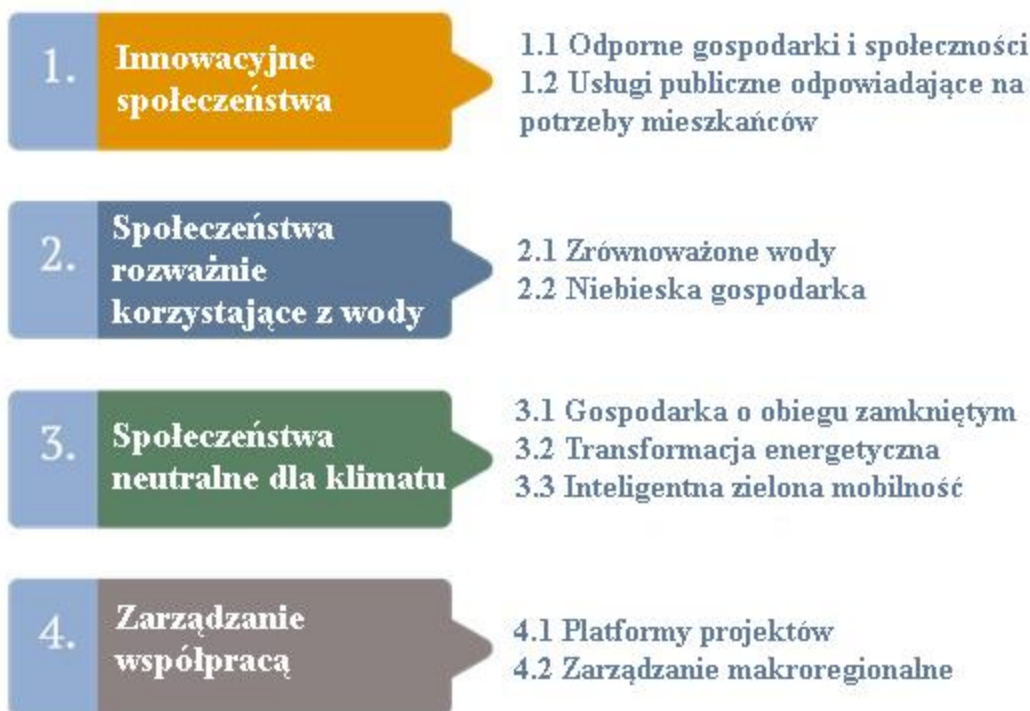 1.
Innowacyjne
społeczeństwa
1.1 Odporne gospodarki i społeczności
1.2 Usługi publiczne odpowiadające na
potrzeby mieszkańców
2.
Społeczeństwa
rozważnie
korzystające z wody
2.1 Zrównoważone wody
2.2 Niebieska gospodarka
3.
Społeczeństwa
neutralne dla klimatu
3.1 Gospodarka o obiegu zamkniętym
3.2 Transformacja energetyczna
3.3 Inteligentna zielona mobilność
4.
Zarządzanie
współpracą
4.1 Platformy projektów
4.2 Zarządzanie makroregionalne